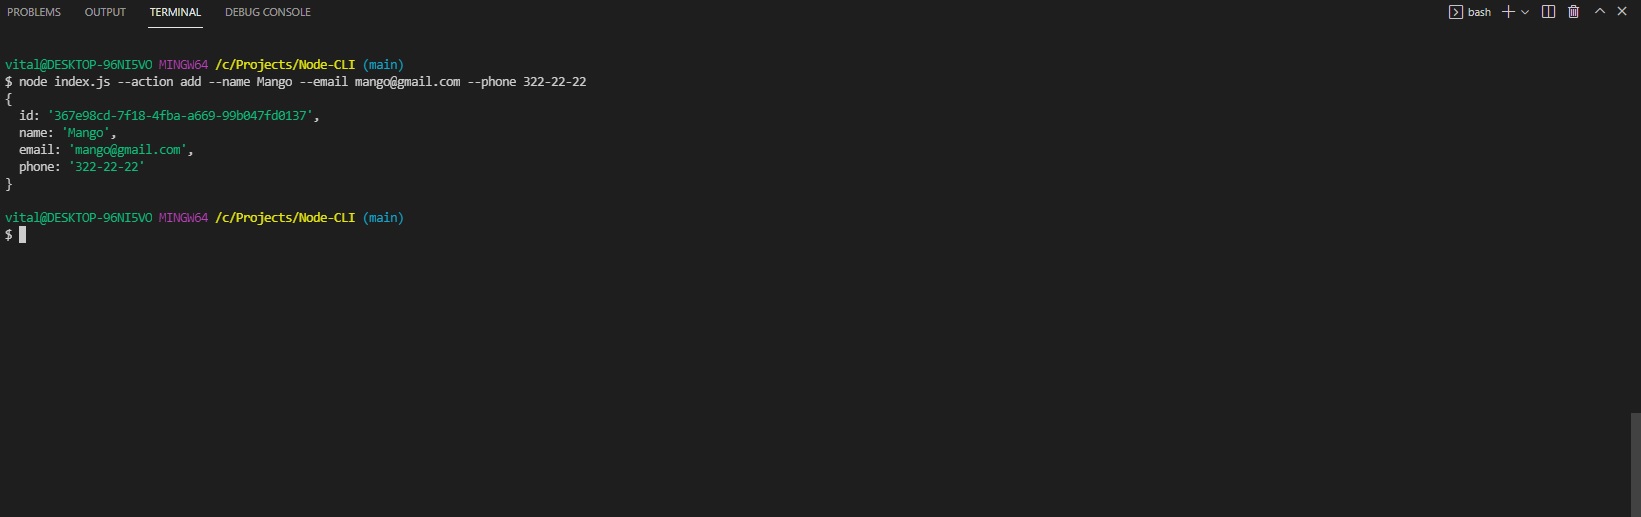 PROBLEMS OUTPUT TERMINAL DEBUG CONSOLE bash
vital@DESKTOP-96NI5VO MINGW64 /c/Projects/Node-CLI (main)
$ node index.js --action add --name Mango --email mango@gmail.com --phone 322-22-22
{
  id: '367e98cd-7f18-4fba-a669-99b047fd0137',
  name: 'Mango',
  email: 'mango@gmail.com',
  phone: '322-22-22'
}
vital@DESKTOP-96NI5VO MINGW64 /c/Projects/Node-CLI (main)
$